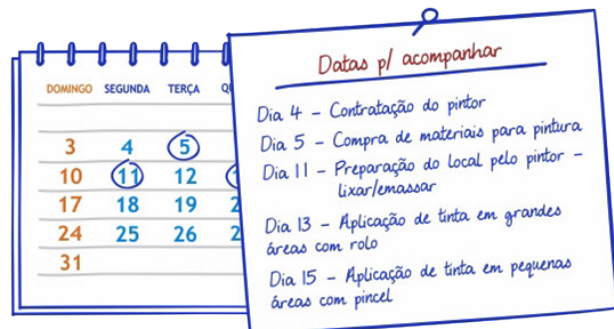 DOMINGO SEGUNDA TERÇA
3 4 5
10 11 12
17 18 19
24 25 26
31
Datas p/ acompanhar
Dia 4 - Contratação do pintor
Dia 5 - Compra de materiais para pintura
Dia 11 - Preparação do local pelo pintor -
lixar/emassar
Dia 13 - Aplicação de tinta em grandes
áreas com rolo
Dia 15 - Aplicação de tinta em pequenas
áreas com pincel